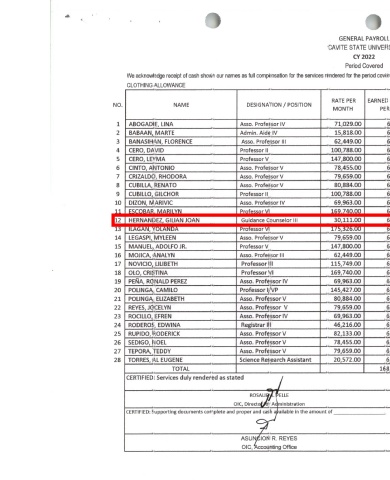 GENERAL PAYROLL
CAVITE STATE UNIVERS
CY 2022
Period Covered
We acknowledge receipt of cash shown our names as full compensation for the services rindered for the period coverin
CLOTHING ALLOWANCE
NO. NAME DESIGNATION / POSITION RATE PER MONTH EARNED PER
1 ABOGADIE, LINA Asso. Professor IV 71,029.00 6
2 BABAAN, MARTE Admin. Aide IV 15,818.00 6
3 BANASIHAN, FLORENCE Asso. Professor III 62,449.00 6
4 CERO, DAVID Professor II 100,788.00 6
5 CERO, LEYMA Professor V 147,800.00 6
6 CINTO, ANTONIO Asso. Professor V 78,455.00 6
7 CRIZALDO, RHODORA Asso. Professor V 79,659.00 6
8 CUBILLA, RENATO Asso. Professor V 80,884.00 6
9 CUBILLO, GILCHOR Professor II 100,788.00 6
10 DIZON, MARIVIC Asso. Professor IV 69,963.00 6
11 ESCOBAR, MARILYN Professor VI 169,740.00 6
12 HERNANDEZ, GILIAN JOAN Guidance Counselor III 30,111.00 6
13 ILAGAN, YOLANDA Professor VI 175,326.00 6
14 LEGASPI, MYLEEN Asso. Professor V 79,659.00 6
15 MANUEL, ADOLFO JR. Professor V 147,800.00 6
16 MOJICA, ANALYN Asso. Professor III 62,449.00 6
17 NOVICIO, LIUBETH Professor III 115,749.00 6
18 OLO, CRITINA Professor VI 169,740.00 6
19 PEÑA, RONALD PEREZ Asso. Professor IV 69,963.00 6
20 POLINGA, CAMILO Professor I/VP 145,427.00 6
21 POLINGA, ELIZABETH Asso. Professor V 80,884.00 6
22 REYES, JOCELYN Asso. Professor V 79,659.00 6
23 ROCILLO, EFREN Asso. Professor IV 69,963.00 6
24 RODEROS, EDWINA Registrar III 46,216.00 6
25 RUPIDO, RODERICK Asso. Professor V 82,133.00 6
26 SEDIGO, NOEL Asso. Professor V 78,455.00 6
27 TEPORA, TEDDY Asso. Professor V 79,659.00 6
28 TORRES, AL EUGENE Science Research Assistant 20,572.00 6
TOTAL 168
CERTIFIED: Services duly rendered as stated
OIC, Director Administration
CERTIFIED: Supporting documents complete and proper and cash available in the amount of
ASUNCION R. REYES
OIC, Accounting Office